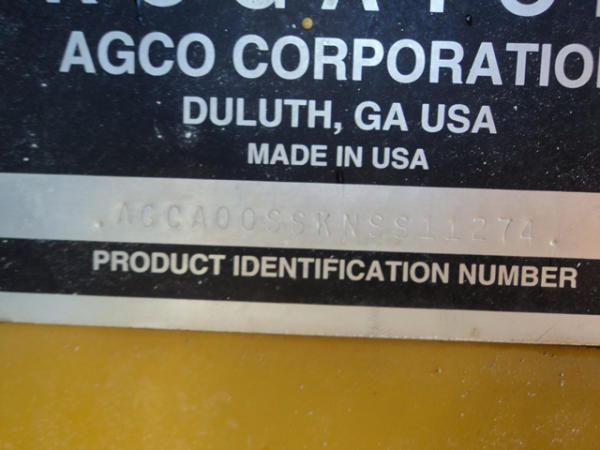 AGCO CORPORATIO
DULUTH, GA USA
MADE IN USA
.AGCA00SSKNSS11274.
PRODUCT IDENTIFICATION NUMBER